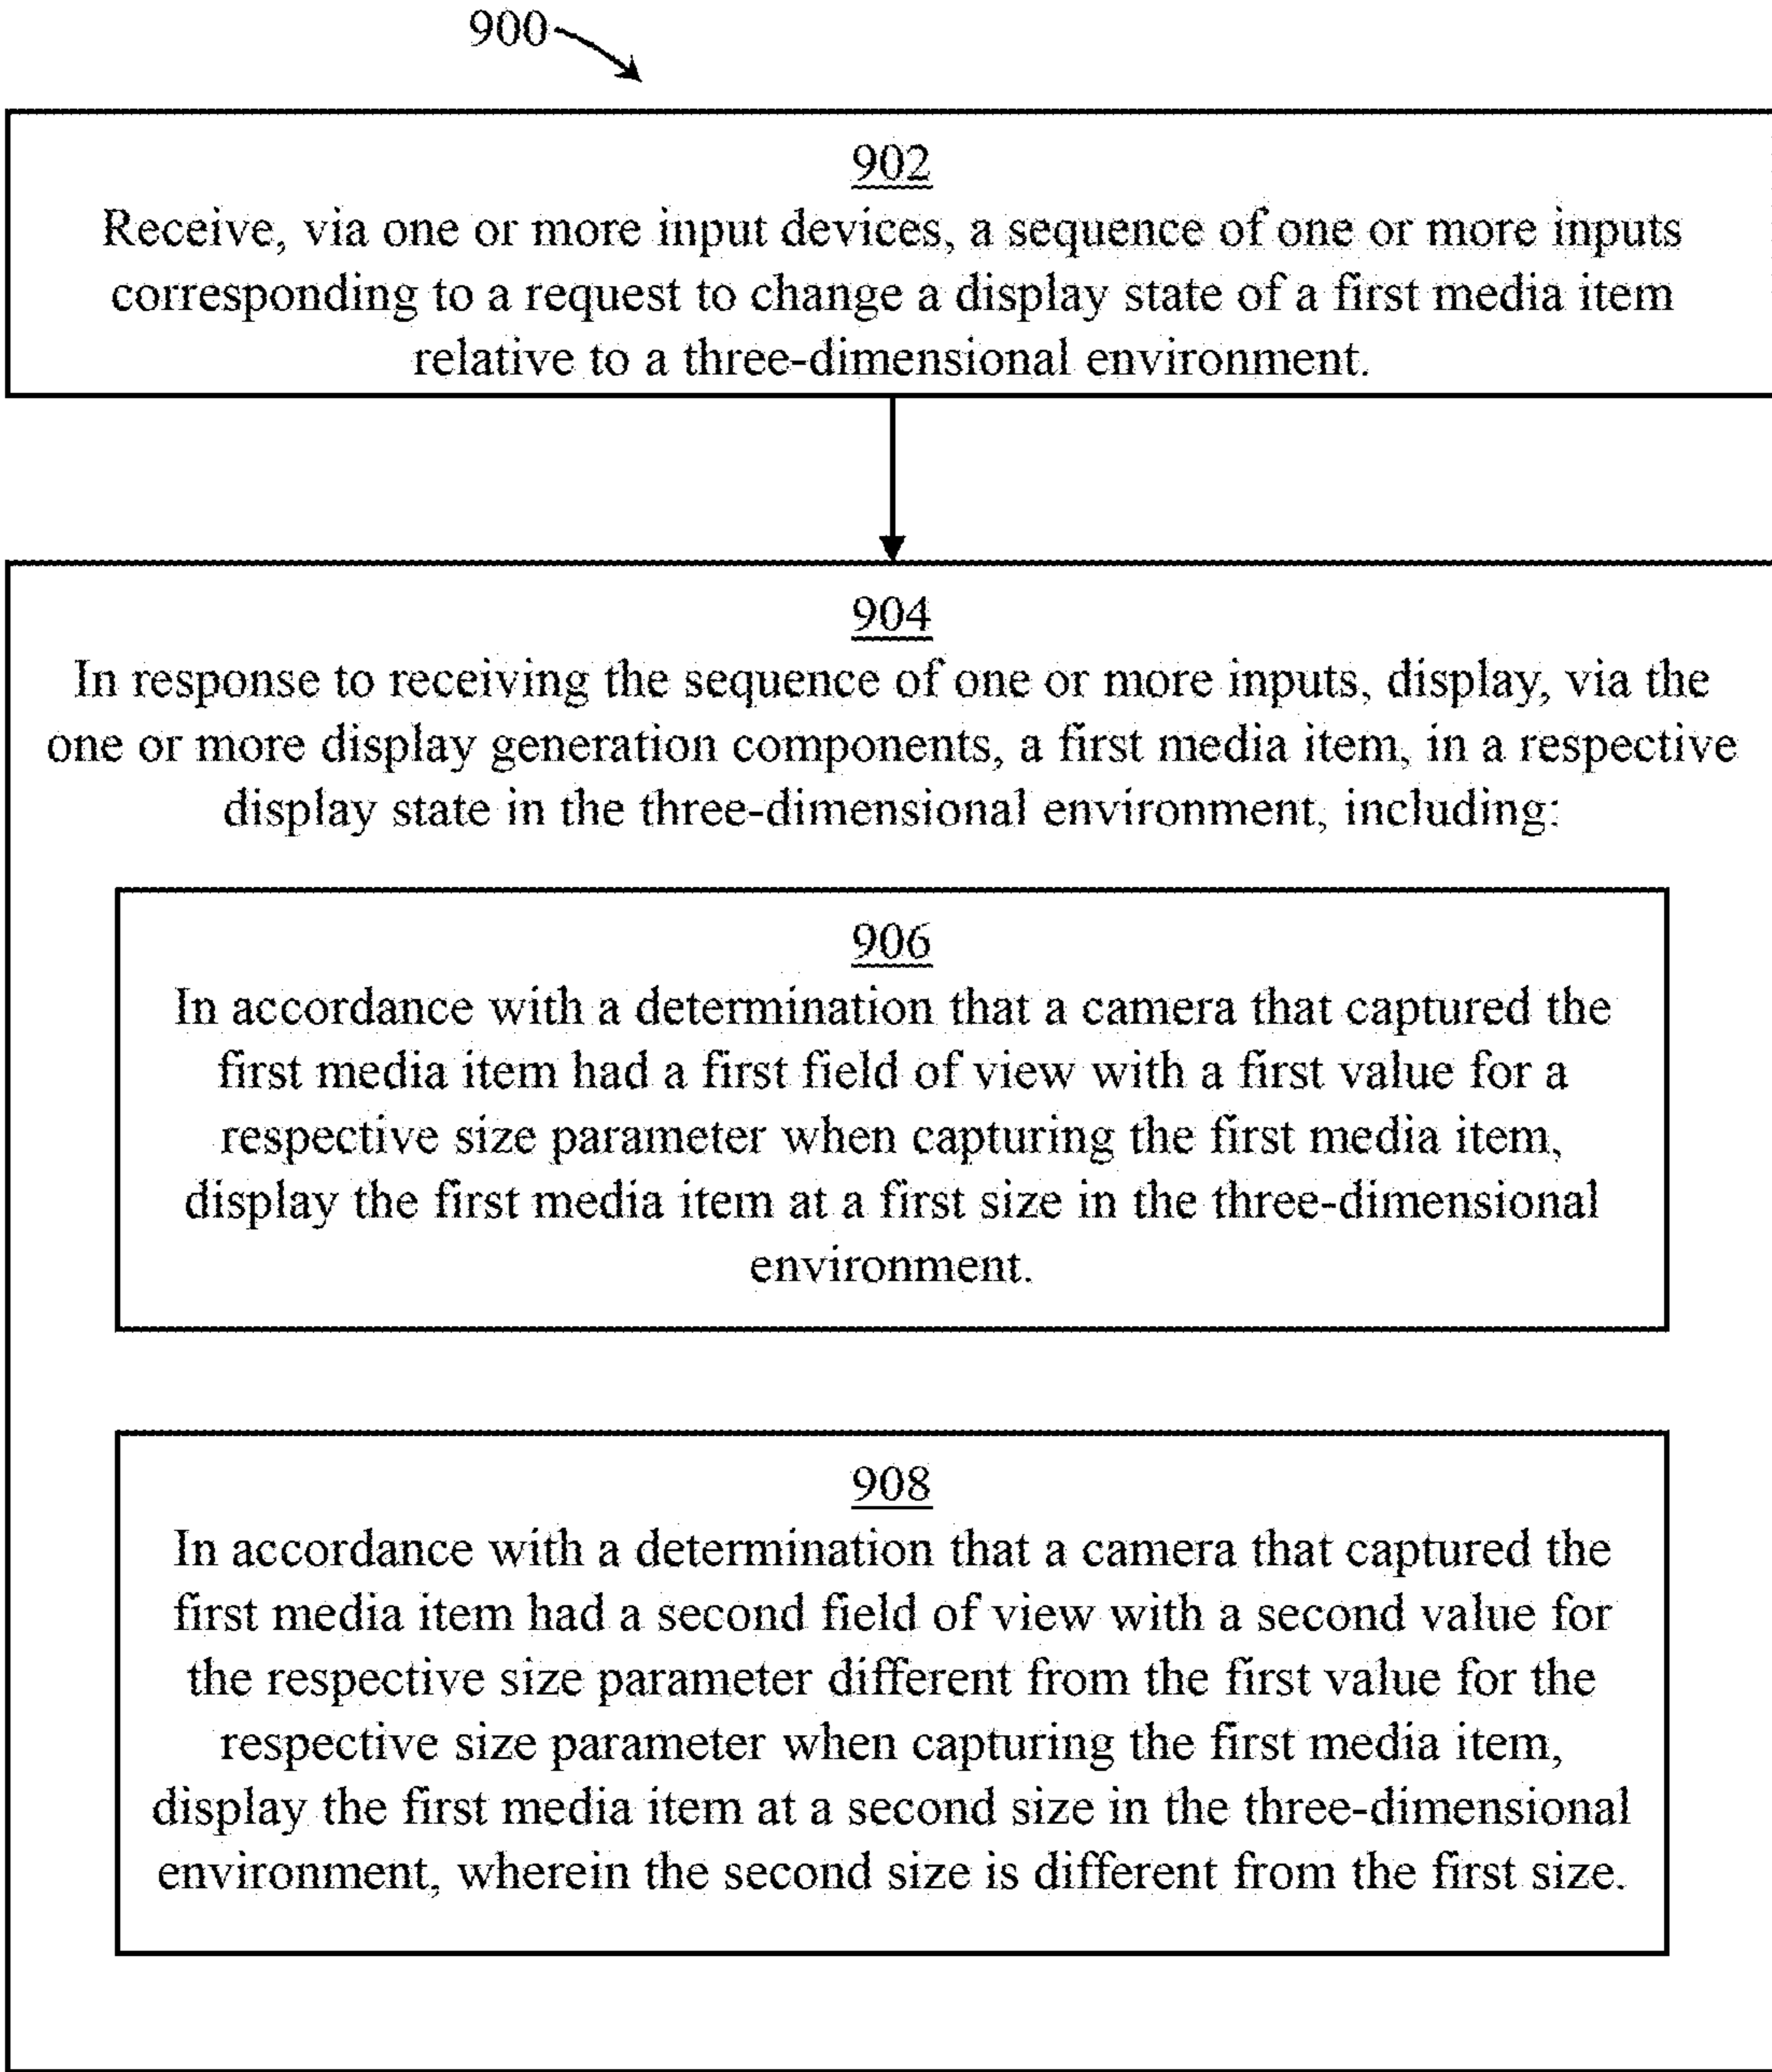 900
902
Receive, via one or more input devices, a sequence of one or more inputs
corresponding to a request to change a display state of a first media item
relative to a three-dimensional environment.
904
In response to receiving the sequence of one or more inputs, display, via the
one or more display generation components, a first media item, in a respective
display state in the three-dimensional environment, including:
906
In accordance with a determination that a camera that captured the
first media item had a first field of view with a first value for a
respective size parameter when capturing the first media item,
display the first media item at a first size in the three-dimensional
environment.
908
In accordance with a determination that a camera that captured the
first media item had a second field of view with a second value for
the respective size parameter different from the first value for the
respective size parameter when capturing the first media item,
display the first media item at a second size in the three-dimensional
environment, wherein the second size is different from the first size.